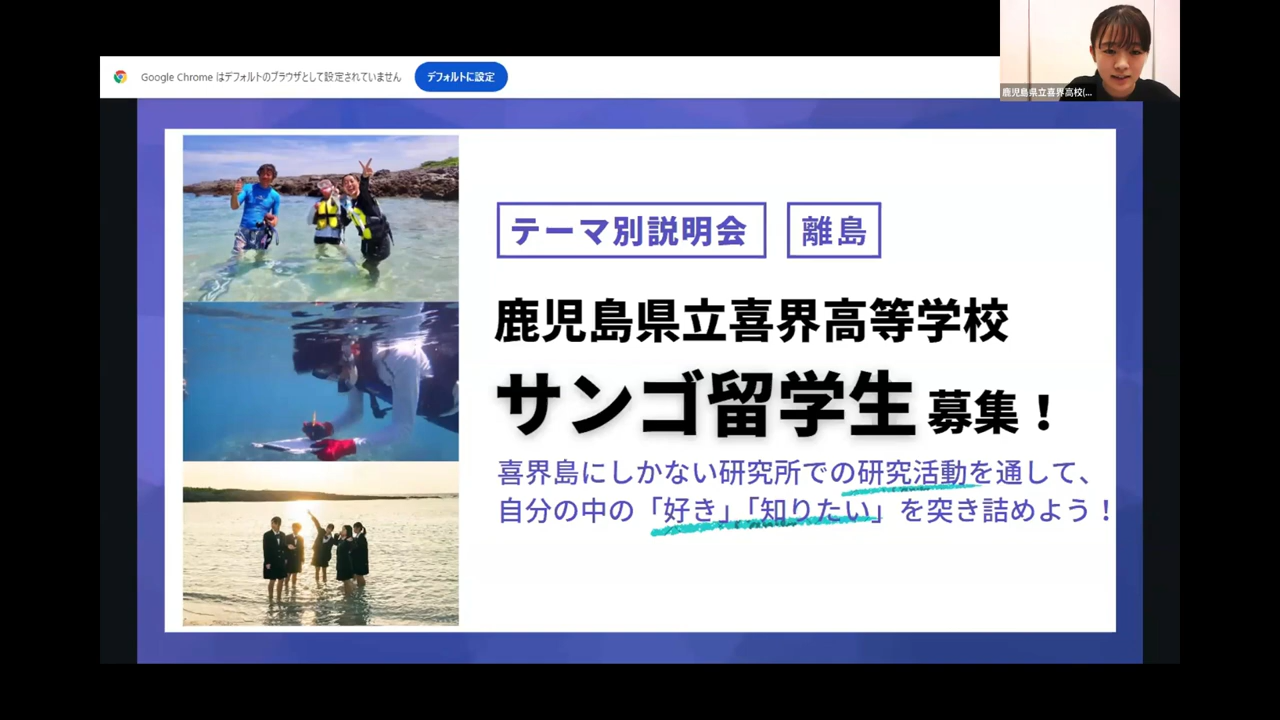 Google Chrome はデフォルトのブラウザとして設定されていません
デフォルトに設定
鹿児島県立喜界高校(...
テーマ別説明会
離島
鹿児島県立喜界高等学校
サンゴ留学生 募集！
喜界島にしかない研究所での研究活動を通して、
自分の中の「好き」「知りたい」を突き詰めよう！